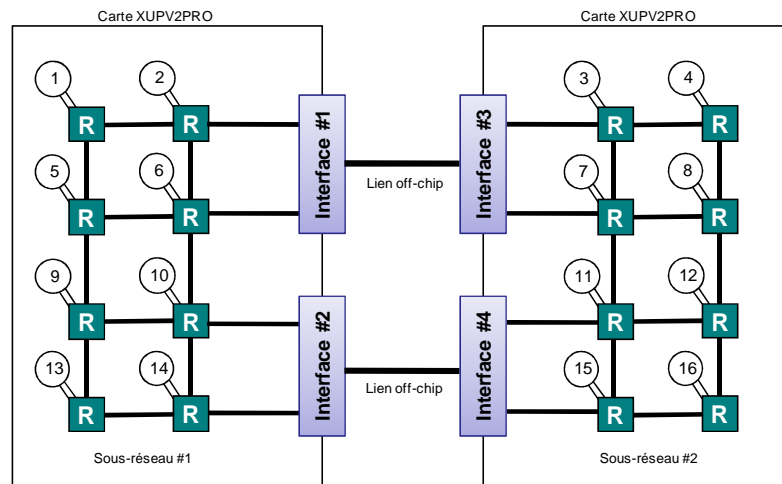 Carte XUPV2PRO
Carte XUPV2PRO
1
2
3
4
R
R
R
R
Interface #1
Interface #3
Lien off-chip
5
6
7
8
R
R
R
R
9
10
11
12
R
R
R
R
Interface #2
Interface #4
Lien off-chip
13
14
15
16
R
R
R
R
Sous-réseau #1
Sous-réseau #2